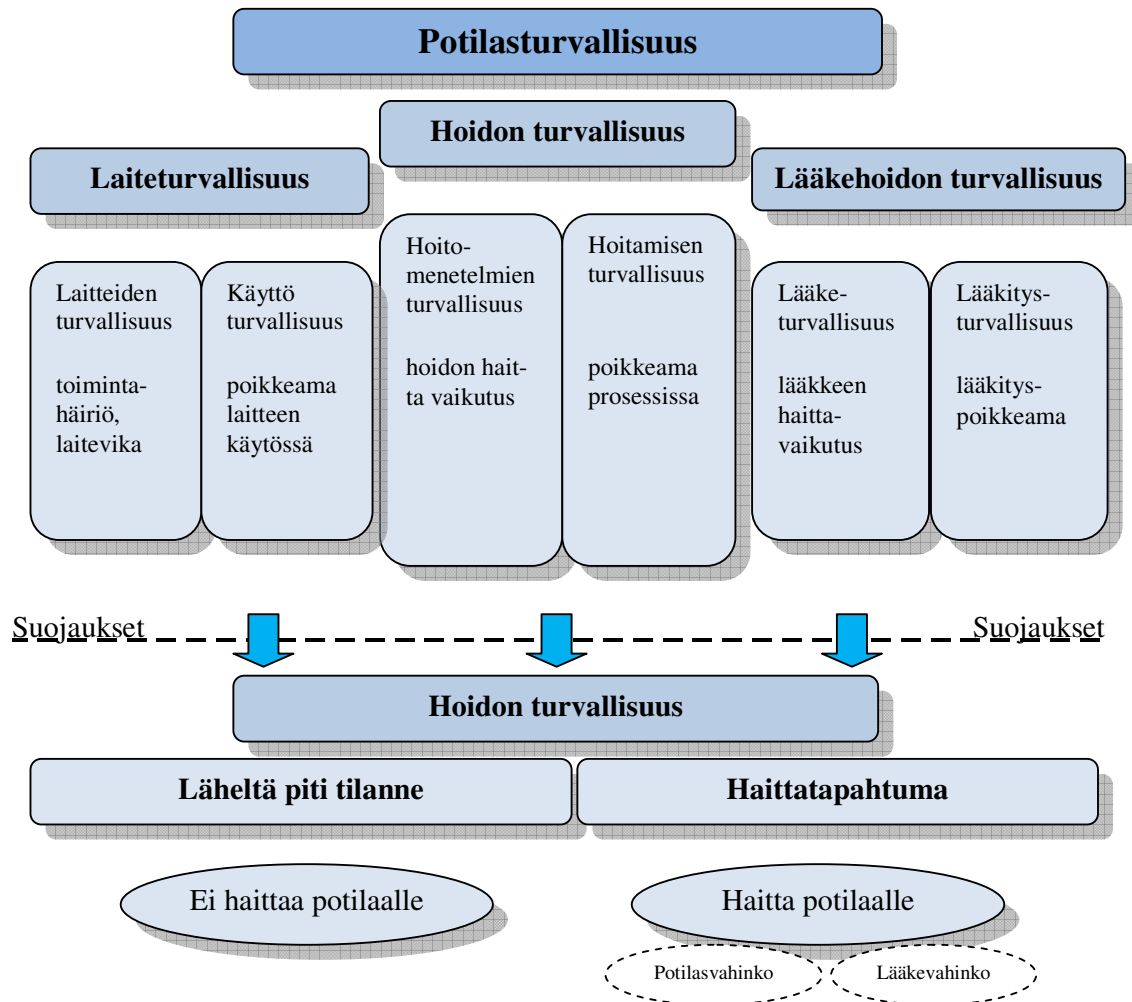 Potilasturvallisuus
Hoidon turvallisuus
Laiteturvallisuus
Lääkehoidon turvallisuus
Laitteiden
turvallisuus
toiminta-
häiriö,
laitevika
Käyttö
turvallisuus
poikkeama
laitteen
käytössä
Hoito-
menetelmien
turvallisuus
hoidon hait-
ta vaikutus
Hoitamisen
turvallisuus
poikkeama
prosessissa
Lääke-
turvallisuus
lääkkeen
haitta-
vaikutus
Lääkitys-
turvallisuus
lääkitys-
poikkeama
Suojaukset
Suojaukset
Hoidon turvallisuus
Läheltä piti tilanne
Haittatapahtuma
Ei haittaa potilaalle
Haitta potilaalle
Potilasvahinko
Lääkevahinko